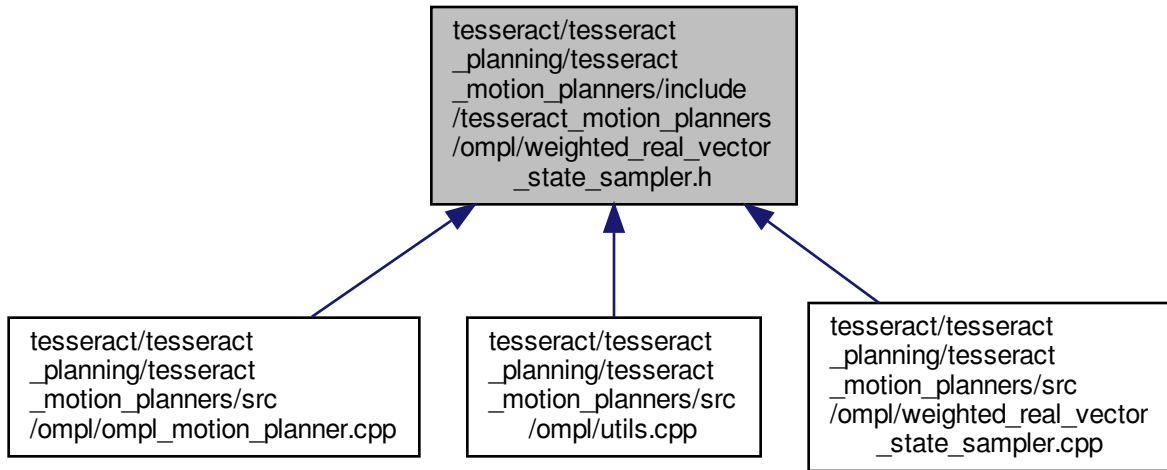 tesseract/tesseract
_planning/tesseract
_motion_planners/include
/tesseract_motion_planners
/ompl/weighted_real_vector
_state_sampler.h
tesseract/tesseract
_planning/tesseract
_motion_planners/src
/ompl/ompl_motion_planner.cpp
tesseract/tesseract
_planning/tesseract
_motion_planners/src
/ompl/utils.cpp
tesseract/tesseract
_planning/tesseract
_motion_planners/src
/ompl/weighted_real_vector
_state_sampler.cpp